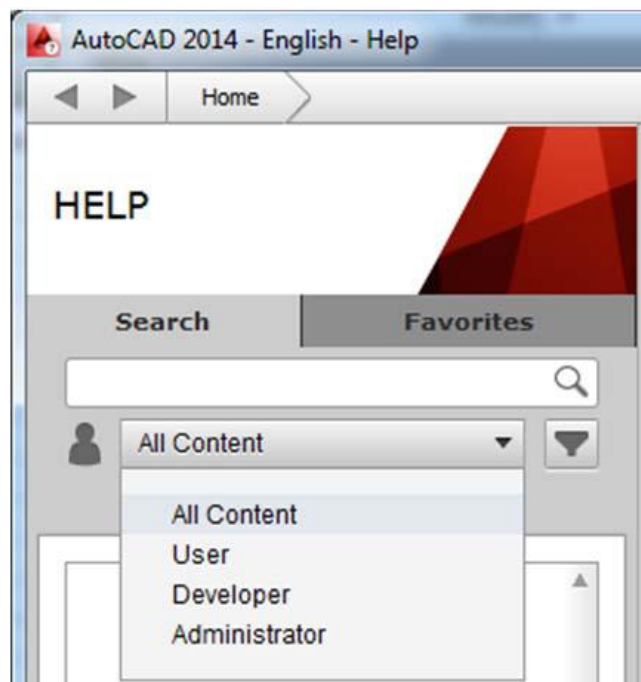 AutoCAD 2014 - English - Help
Home
HELP
Search Favorites
All Content
All Content
User
Developer
Administrator